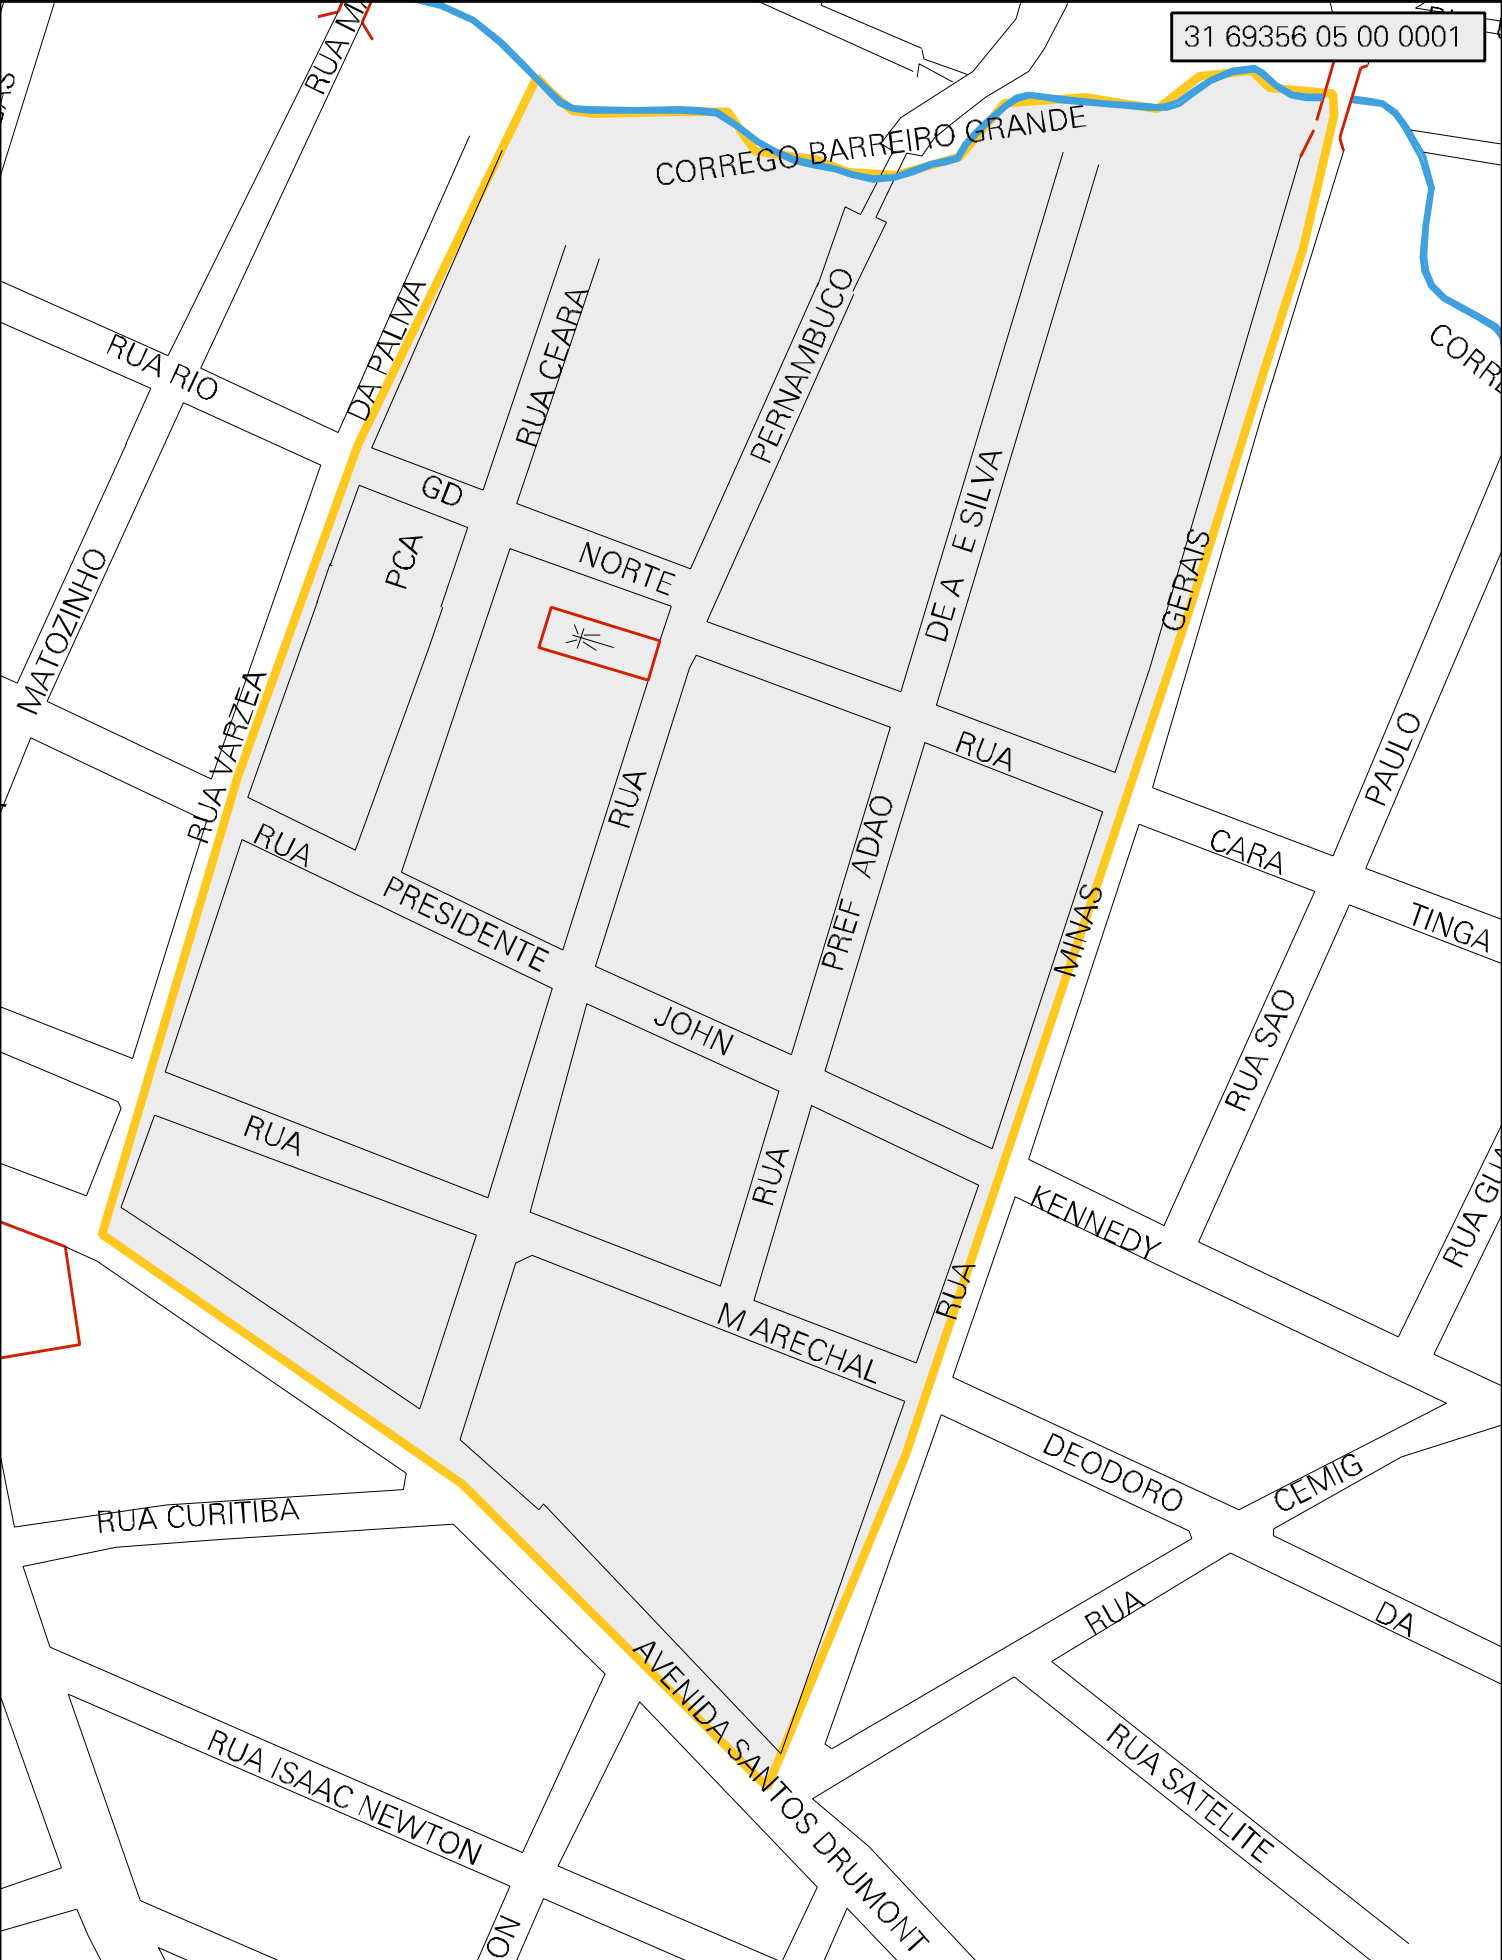 31 69356 05 00 0001
CORREGO BARREIRO GRANDE
DA PALMA
RUA CEARA
PERNAMBUCO
RUA RIO
GD
NORTE
PCA
DE A E SILVA
GERAIS
MATOZINHO
RUA VARZEA
RUA
RUA
PAULO
RUA
PREF ADAO
CARA
TINGA
PRESIDENTE
MINAS
JOHN
RUA SAO
RUA
RUA
KENNEDY
RUA
M ARECHAL
DEODORO
CEMIG
RUA CURITIBA
RUA
DA
AVENIDA SANTOS DRUMONT
RUA ISAAC NEWTON
RUA SATELITE